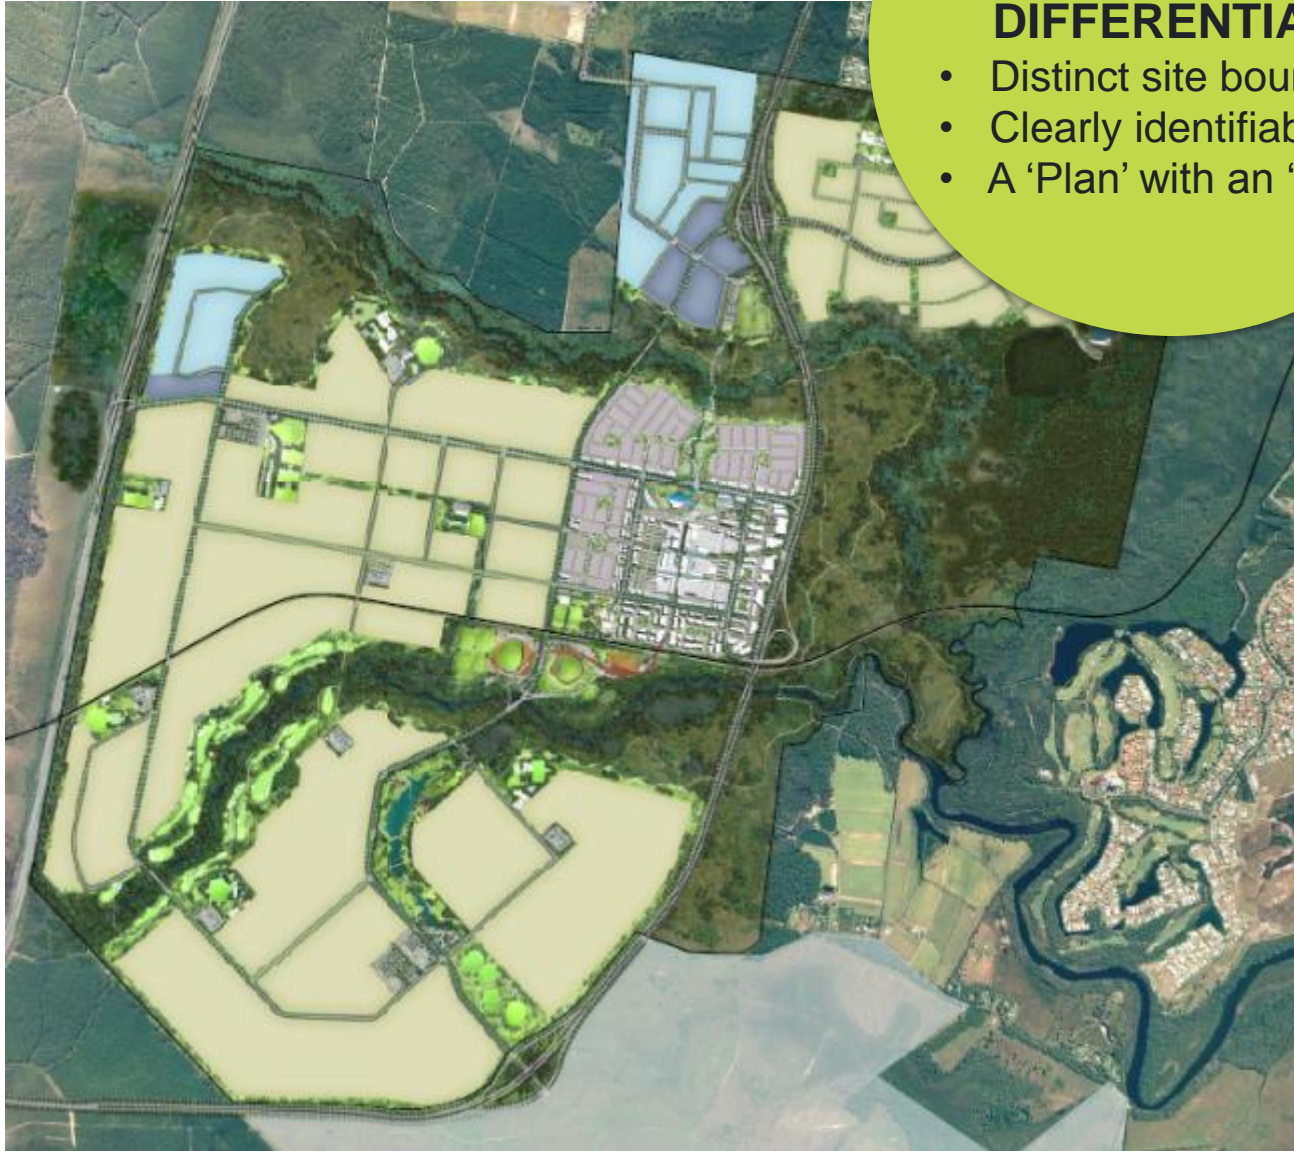 DIFFERENTIA
• Distinct site bou
• Clearly identifiab
• A ‘Plan’ with an ‘